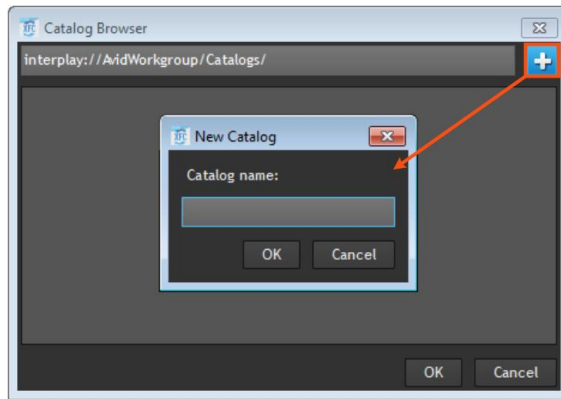 Catalog Browser
interplay://AvidWorkgroup/Catalogs/
New Catalog
Catalog name:
OK
Cancel
OK
Cancel